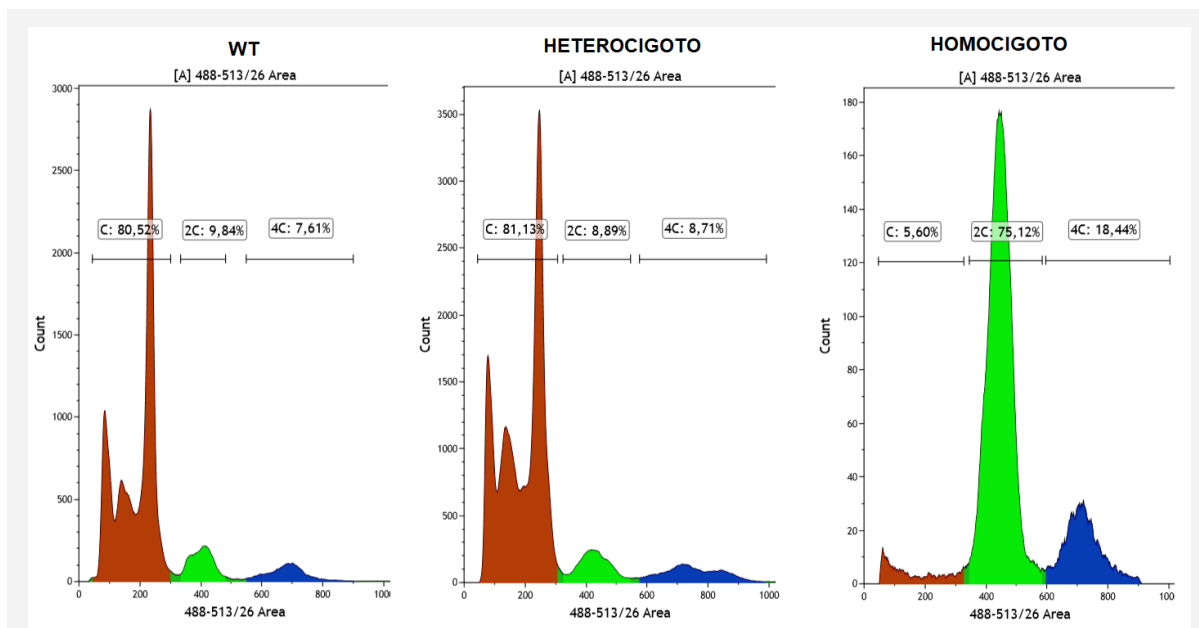 WT
[A] 488-513/26 Area
3000
2500
2000
1500
1000
500
0
C: 80,52%
2C: 9,84%
4C: 7,61%
Count
0 200 400 600 800 100
488-513/26 Area
HETEROCIGOTO
[A] 488-513/26 Area
3500
3000
2500
2000
1500
1000
500
0
C: 81,13%
2C: 8,89%
4C: 8,71%
Count
0 200 400 600 800 1000
488-513/26 Area
HOMOCIGOTO
[A] 488-513/26 Area
180
160
140
120
100
80
60
40
20
0
C: 5,60%
2C: 75,12%
4C: 18,44%
Count
0 200 400 600 800 100
488-513/26 Area